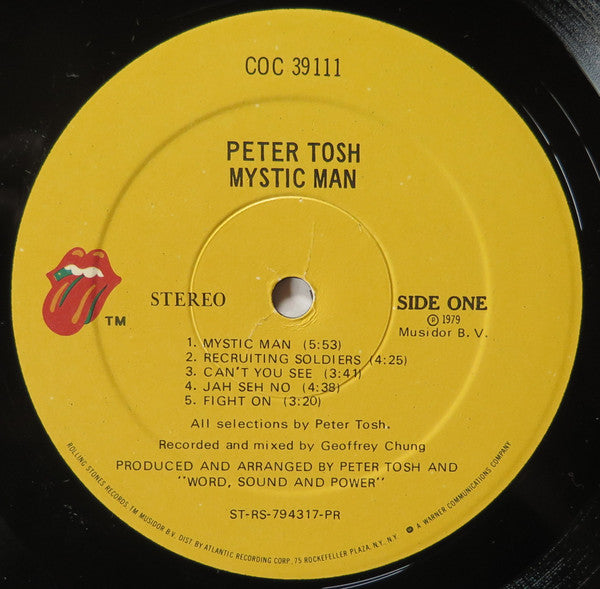 COC 39111
PETER TOSH
MYSTIC MAN
TM
STEREO
SIDE ONE
℗ 1979
Musidor B. V.
1. MYSTIC MAN (5:53)
2. RECRUITING SOLDIERS (4:25)
3. CAN'T YOU SEE (3:41)
4. JAH SEH NO (4:38)
5. FIGHT ON (3:20)
All selections by Peter Tosh.
Recorded and mixed by Geoffrey Chung
PRODUCED AND ARRANGED BY PETER TOSH AND
"WORD, SOUND AND POWER"
ST-RS-794317-PR
ROLLING STONES RECORDS, TM MUSIDOR B.V. DIST. BY ATLANTIC RECORDING CORP., 75 ROCKEFELLER PLAZA, N.Y., N.Y. A WARNER COMMUNICATIONS COMPANY